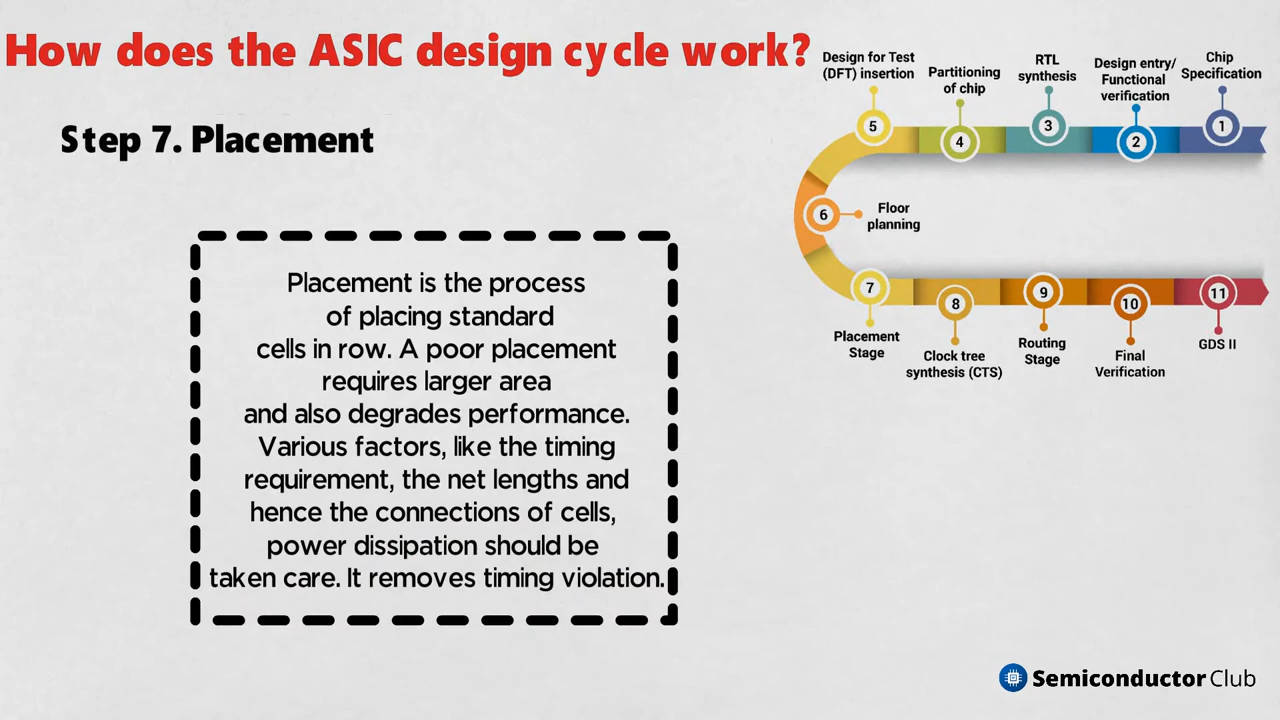 How does the ASIC design cycle work?
Step 7. Placement
Placement is the process
of placing standard
cells in row. A poor placement
requires larger area
and also degrades performance.
Various factors, like the timing
requirement, the net lengths and
hence the connections of cells,
power dissipation should be
taken care. It removes timing violation.
Chip
Specification
1
Design entry/
Functional
verification
2
RTL
synthesis
3
Partitioning
of chip
4
Design for Test
(DFT) insertion
5
6
Floor
planning
7
Placement
Stage
8
Clock tree
synthesis (CTS)
9
Routing
Stage
10
Final
Verification
11
GDS II
Semiconductor Club